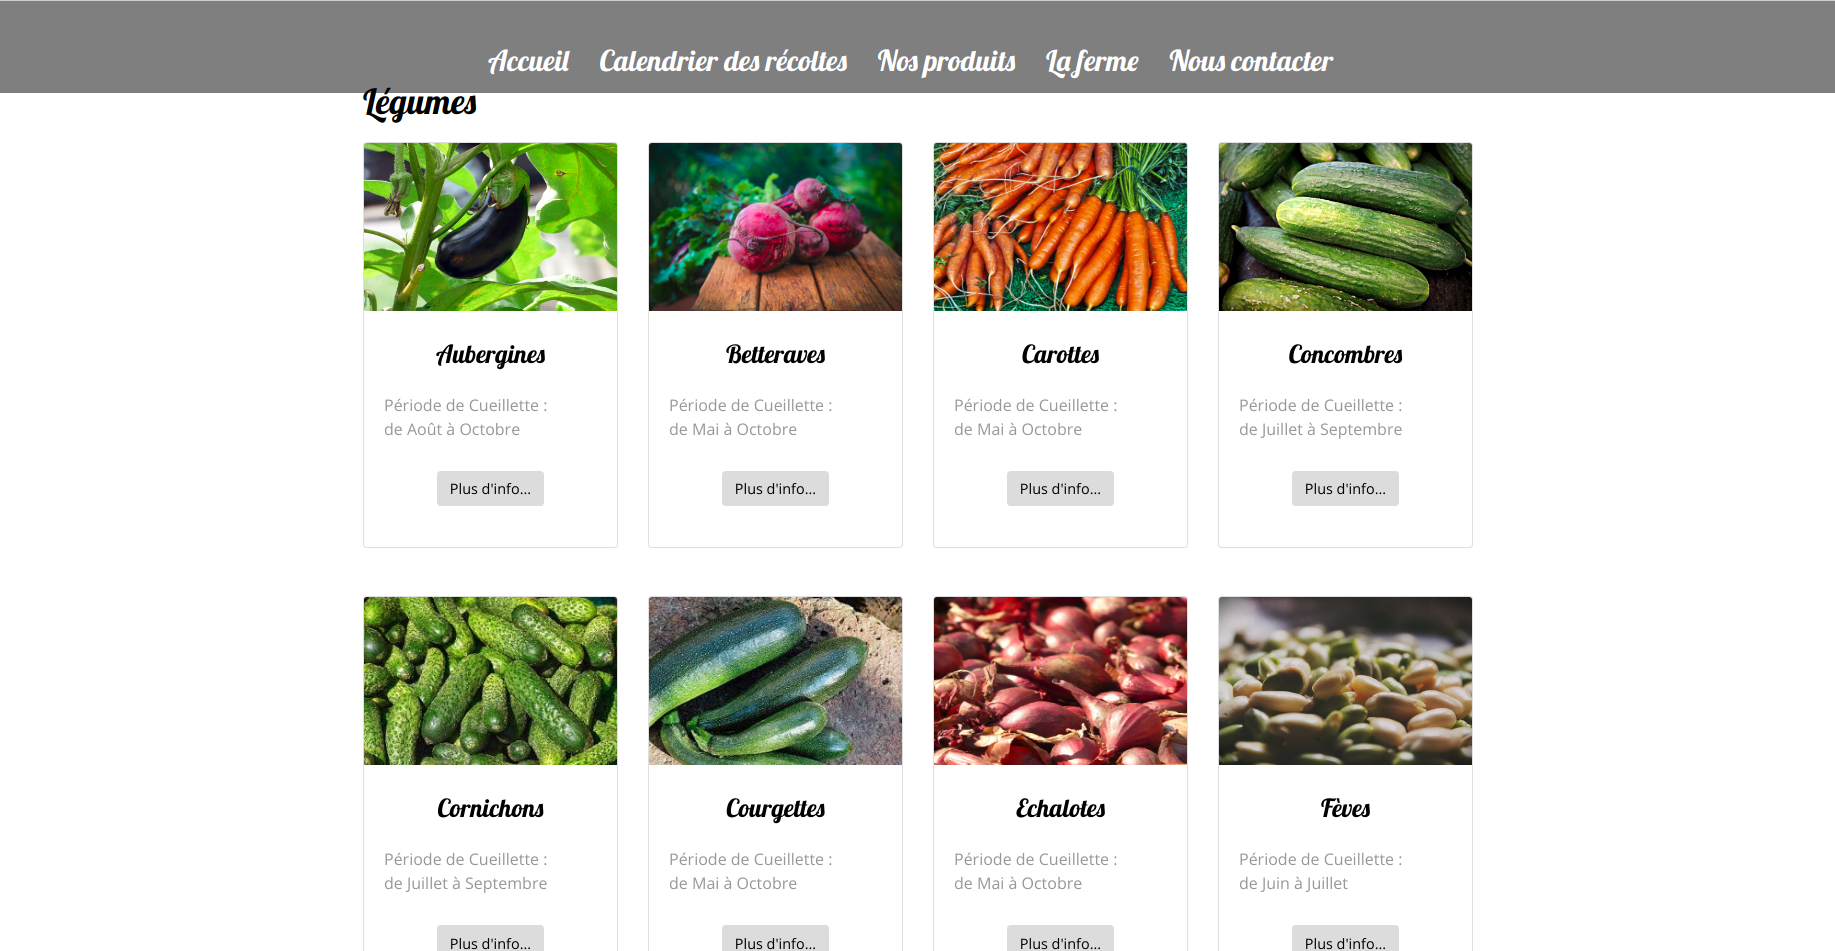 Accueil Calendrier des récoltes Nos produits La ferme Nous contacter
Légumes
Aubergines
Période de Cueillette :
de Août à Octobre
Plus d'info...
Betteraves
Période de Cueillette :
de Mai à Octobre
Plus d'info...
Carottes
Période de Cueillette :
de Mai à Octobre
Plus d'info...
Concombres
Période de Cueillette :
de Juillet à Septembre
Plus d'info...
Cornichons
Période de Cueillette :
de Juillet à Septembre
Plus d'info...
Courgettes
Période de Cueillette :
de Mai à Octobre
Plus d'info...
Echalotes
Période de Cueillette :
de Mai à Octobre
Plus d'info...
Fèves
Période de Cueillette :
de Juin à Juillet
Plus d'info...